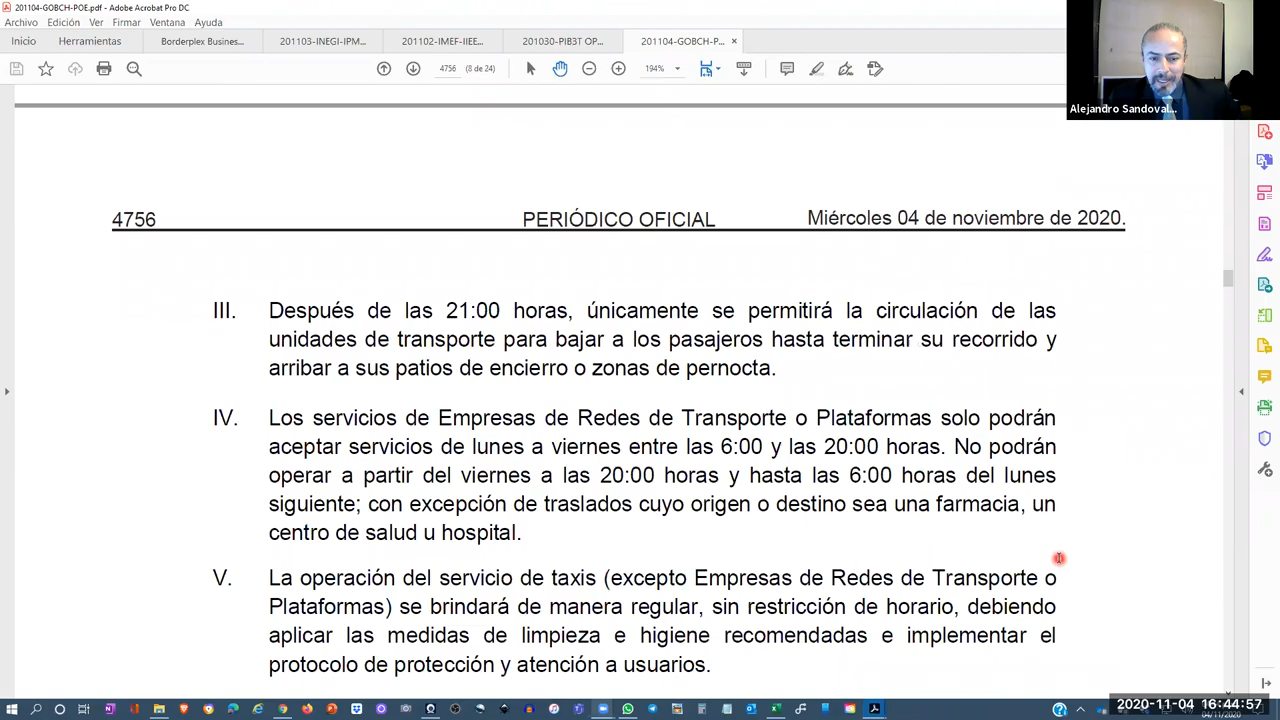 201104-GOBCH-POE.pdf - Adobe Acrobat Pro DC
Archivo Edición Ver Firmar Ventana Ayuda
Inicio Herramientas Borderplex Busines... 201103-INEGI-IPM... 201102-IMEF-IIEE... 201030-PIB3T OP... 201104-GOBCH-P... ×
4756 (6 de 24) 194%
Alejandro Sandoval...
4756 PERIÓDICO OFICIAL Miércoles 04 de noviembre de 2020.
III. Después de las 21:00 horas, únicamente se permitirá la circulación de las
unidades de transporte para bajar a los pasajeros hasta terminar su recorrido y
arribar a sus patios de encierro o zonas de pernocta.
IV. Los servicios de Empresas de Redes de Transporte o Plataformas solo podrán
aceptar servicios de lunes a viernes entre las 6:00 y las 20:00 horas. No podrán
operar a partir del viernes a las 20:00 horas y hasta las 6:00 horas del lunes
siguiente; con excepción de traslados cuyo origen o destino sea una farmacia, un
centro de salud u hospital.
V. La operación del servicio de taxis (excepto Empresas de Redes de Transporte o
Plataformas) se brindará de manera regular, sin restricción de horario, debiendo
aplicar las medidas de limpieza e higiene recomendadas e implementar el
protocolo de protección y atención a usuarios.
2020-11-04 16:44:57
04/11/2020